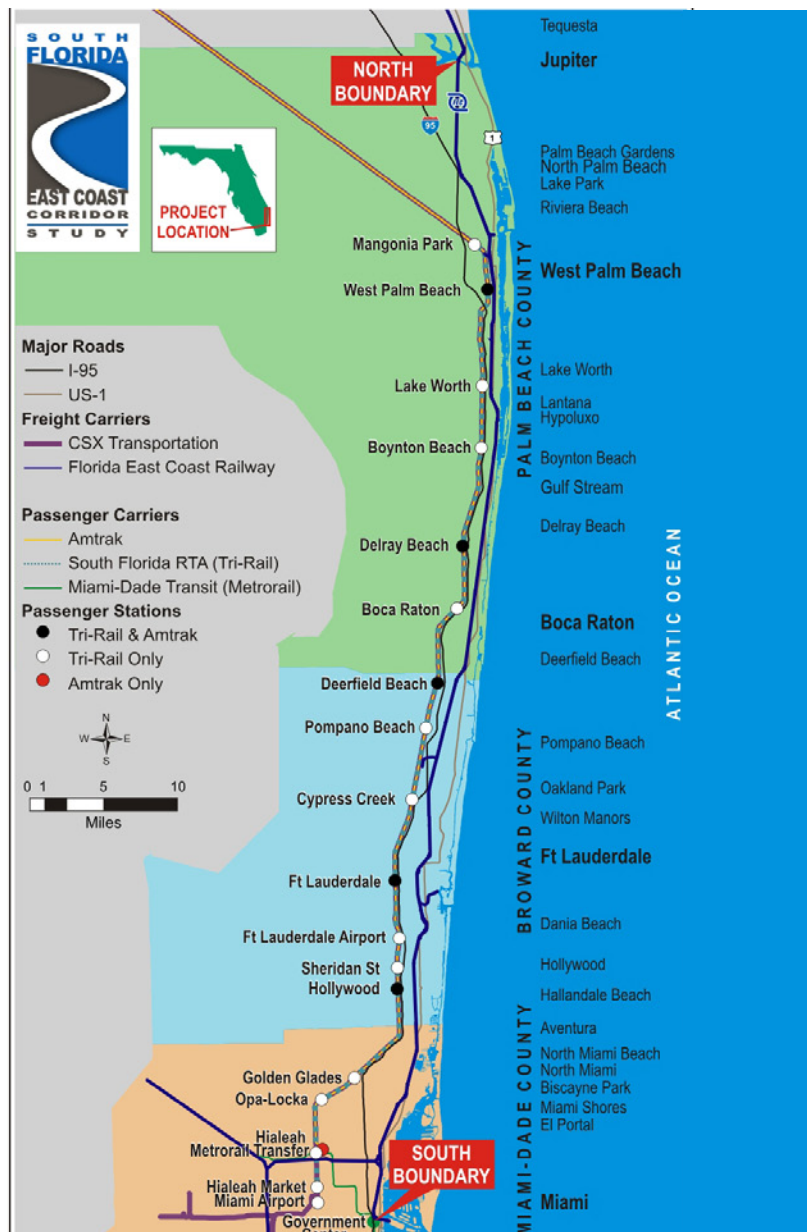 SOUTH
FLORIDA
EAST COAST
CORRIDOR
STUDY
PROJECT
LOCATION
NORTH
BOUNDARY
95
1
Tequesta
Jupiter
Palm Beach Gardens
North Palm Beach
Lake Park
Riviera Beach
West Palm Beach
Lake Worth
Lantana
Hypoluxo
Boynton Beach
Gulf Stream
Delray Beach
Boca Raton
Deerfield Beach
Pompano Beach
Oakland Park
Wilton Manors
Ft Lauderdale
Dania Beach
Hollywood
Hallandale Beach
Aventura
North Miami Beach
North Miami
Biscayne Park
Miami Shores
El Portal
Miami
PALM BEACH COUNTY
BROWARD COUNTY
MIAMI-DADE COUNTY
ATLANTIC OCEAN
Mangonia Park
West Palm Beach
Lake Worth
Boynton Beach
Delray Beach
Boca Raton
Deerfield Beach
Pompano Beach
Cypress Creek
Ft Lauderdale
Ft Lauderdale Airport
Sheridan St
Hollywood
Golden Glades
Opa-Locka
Hialeah
Metrorail Transfer
Hialeah Market
Miami Airport
Government
Center
SOUTH
BOUNDARY
Major Roads
I-95
US-1
Freight Carriers
CSX Transportation
Florida East Coast Railway
Passenger Carriers
Amtrak
South Florida RTA (Tri-Rail)
Miami-Dade Transit (Metrorail)
Passenger Stations
Tri-Rail & Amtrak
Tri-Rail Only
Amtrak Only
N
W E
S
0 1 5 10
Miles